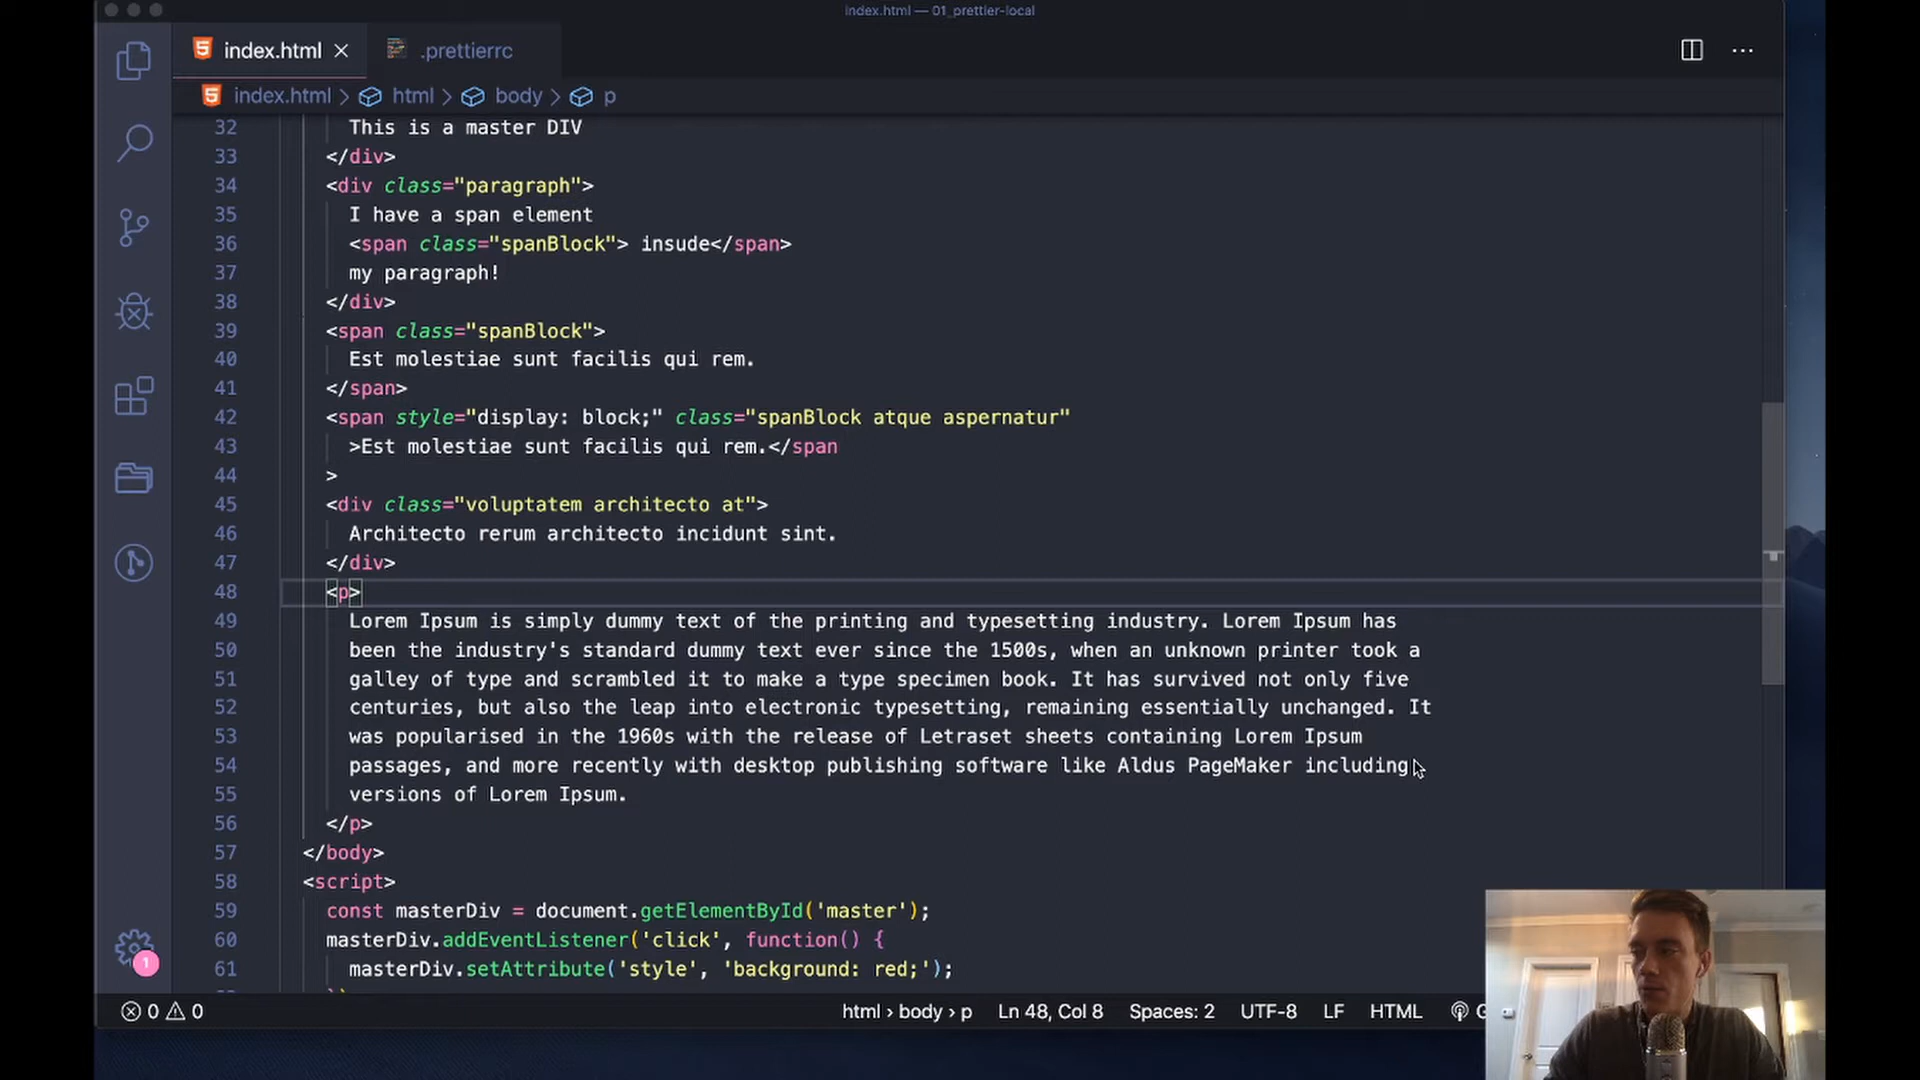 index.html — 01_prettier-local
index.html
.prettierrc
index.html > html > body > p
32 This is a master DIV
33 </div>
34 <div class="paragraph">
35 I have a span element
36 <span class="spanBlock"> insude</span>
37 my paragraph!
38 </div>
39 <span class="spanBlock">
40 Est molestiae sunt facilis qui rem.
41 </span>
42 <span style="display: block;" class="spanBlock atque aspernatur"
43 >Est molestiae sunt facilis qui rem.</span
44 >
45 <div class="voluptatem architecto at">
46 Architecto rerum architecto incidunt sint.
47 </div>
48 <p>
49 Lorem Ipsum is simply dummy text of the printing and typesetting industry. Lorem Ipsum has
50 been the industry's standard dummy text ever since the 1500s, when an unknown printer took a
51 galley of type and scrambled it to make a type specimen book. It has survived not only five
52 centuries, but also the leap into electronic typesetting, remaining essentially unchanged. It
53 was popularised in the 1960s with the release of Letraset sheets containing Lorem Ipsum
54 passages, and more recently with desktop publishing software like Aldus PageMaker including
55 versions of Lorem Ipsum.
56 </p>
57 </body>
58 <script>
59 const masterDiv = document.getElementById('master');
60 masterDiv.addEventListener('click', function() {
61 masterDiv.setAttribute('style', 'background: red;');
1
0 0 html › body › p Ln 48, Col 8 Spaces: 2 UTF-8 LF HTML